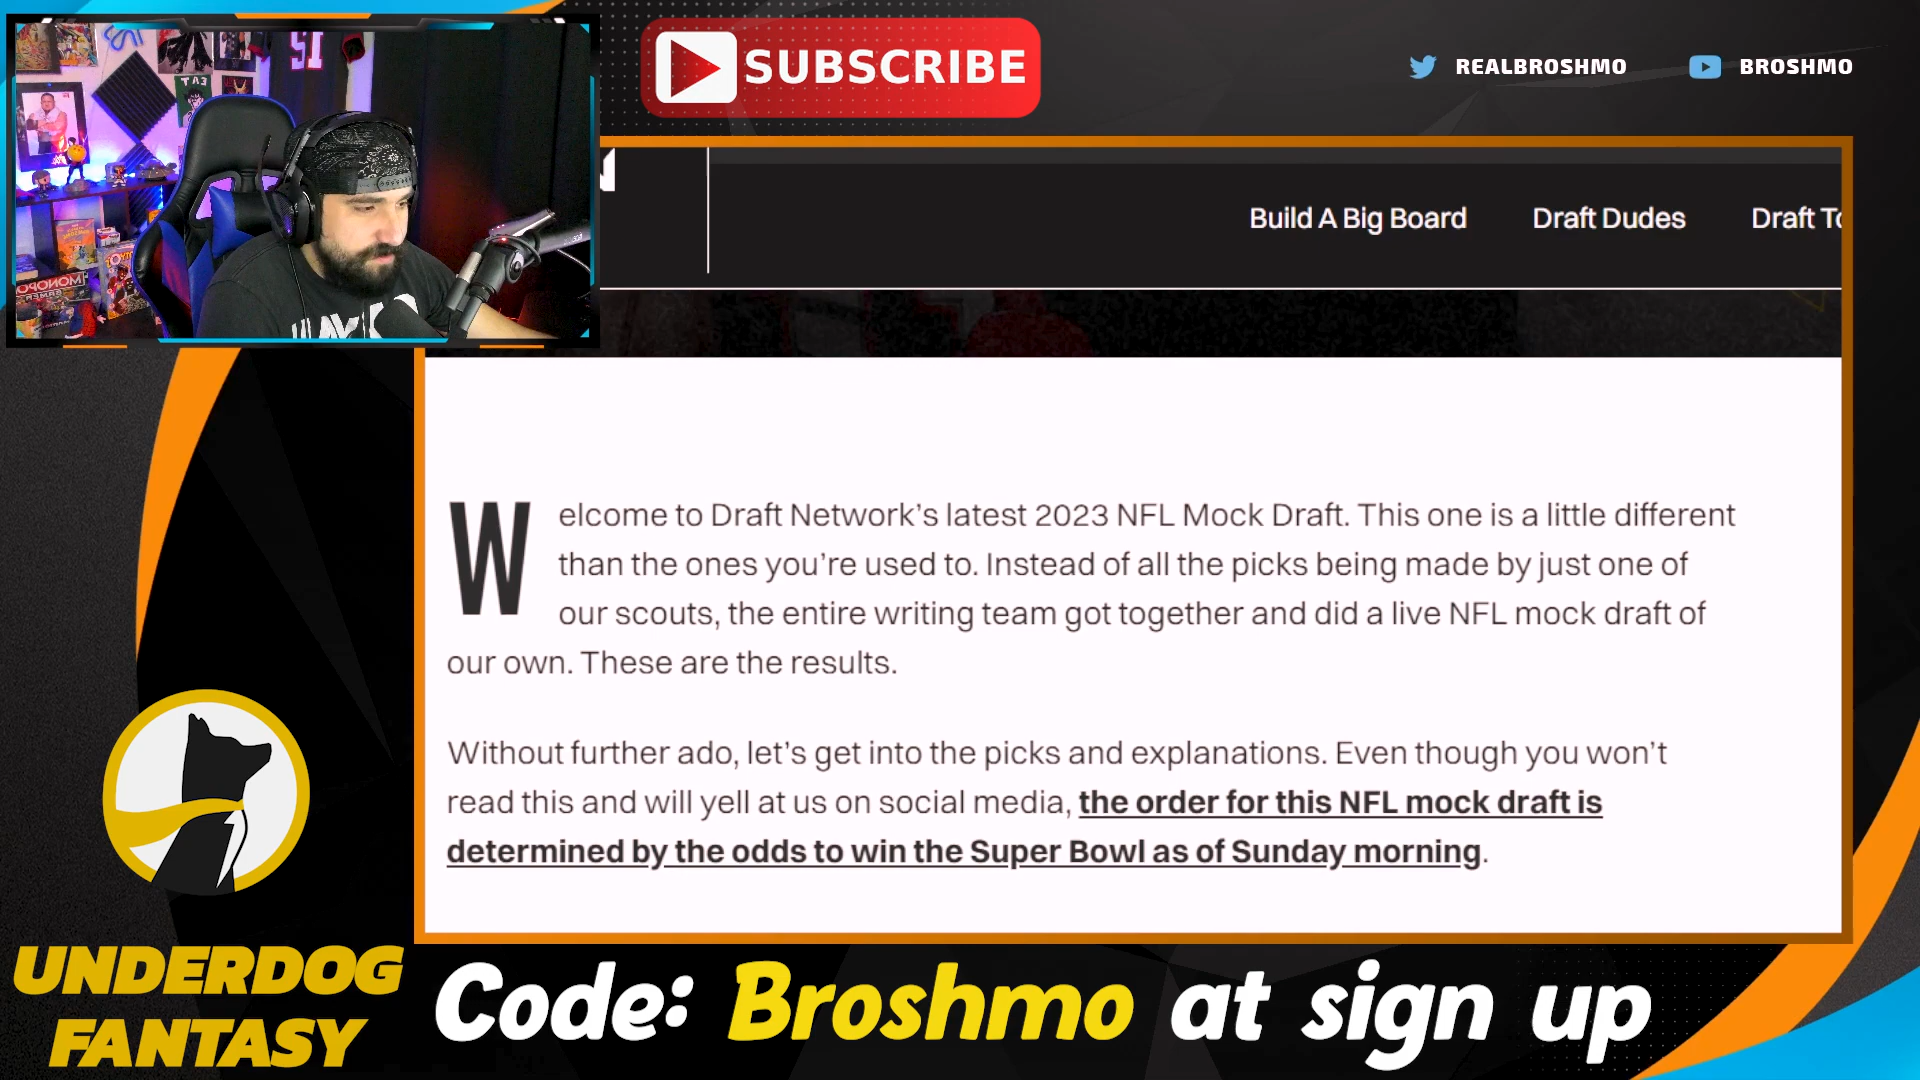 SUBSCRIBE
REALBROSHMO
BROSHMO
Build A Big Board
Draft Dudes
Draft
Welcome to Draft Network’s latest 2023 NFL Mock Draft. This one is a little different
than the ones you’re used to. Instead of all the picks being made by just one of
our scouts, the entire writing team got together and did a live NFL mock draft of
our own. These are the results.
Without further ado, let’s get into the picks and explanations. Even though you won’t
read this and will yell at us on social media, the order for this NFL mock draft is
determined by the odds to win the Super Bowl as of Sunday morning.
UNDERDOG
FANTASY
Code: Broshmo at sign up